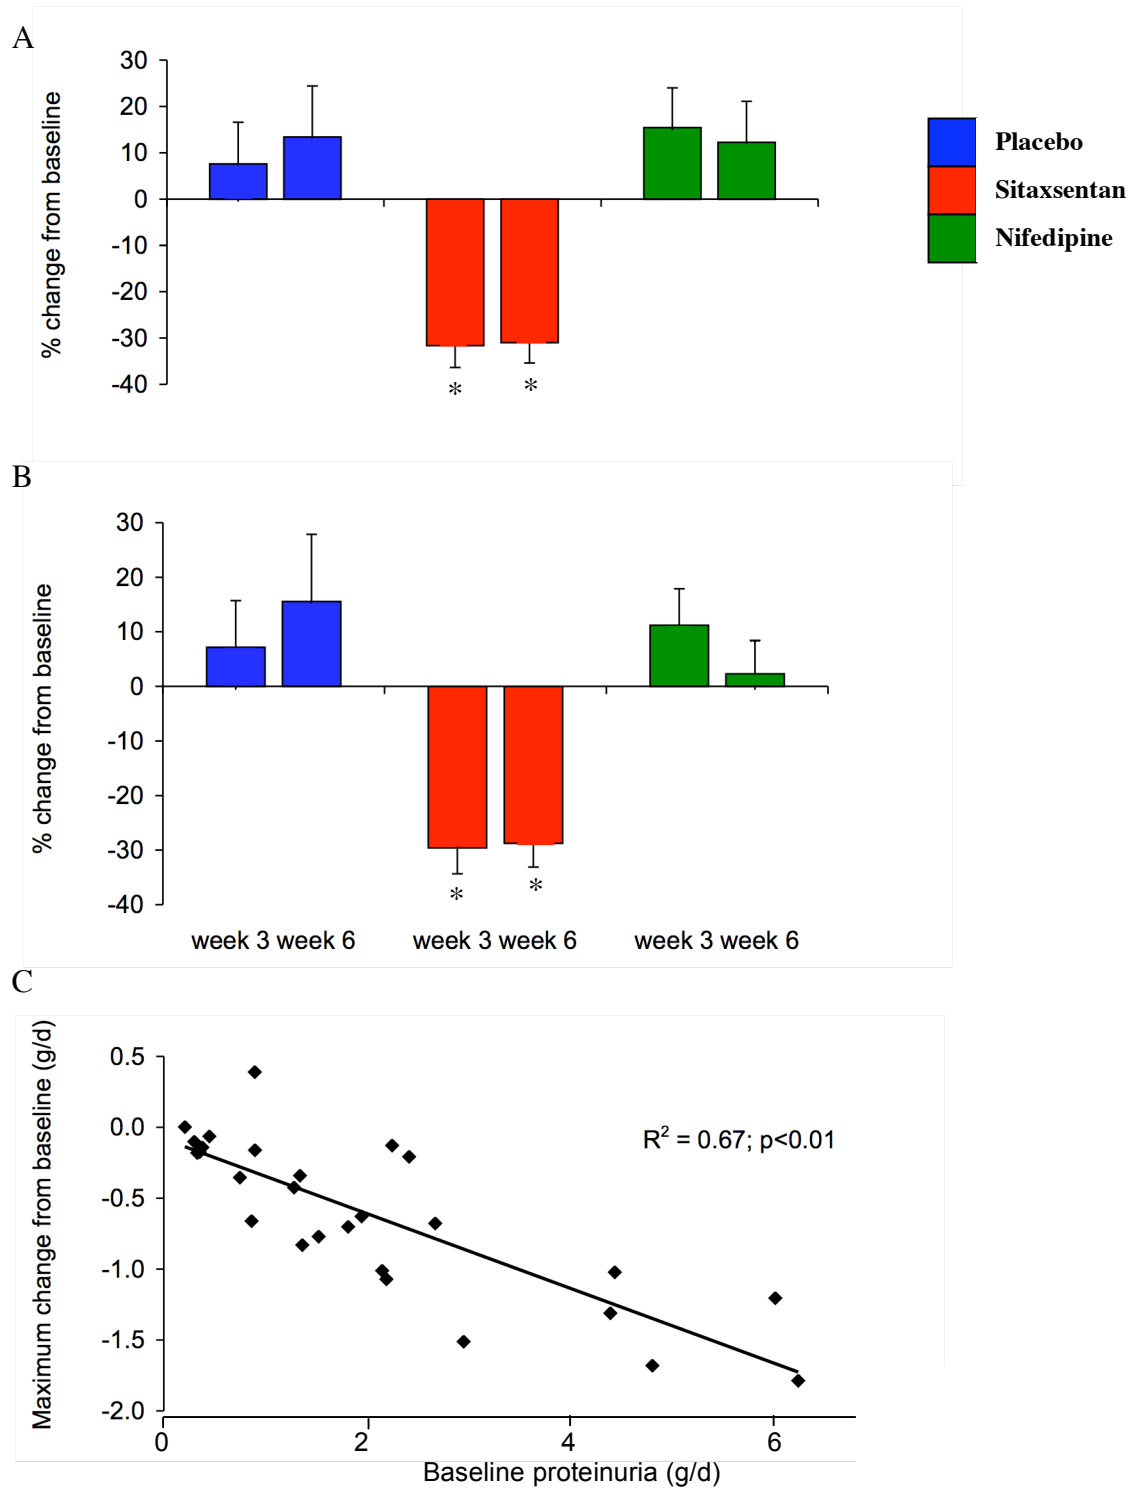 A
30
20
10
0
-10
-20
-30
-40
% change from baseline
* *
Placebo
Sitaxsentan
Nifedipine
B
30
20
10
0
-10
-20
-30
-40
% change from baseline
* *
week 3 week 6 week 3 week 6 week 3 week 6
C
0.5
0.0
-0.5
-1.0
-1.5
-2.0
Maximum change from baseline (g/d)
R² = 0.67; p<0.01
0 2 4 6
Baseline proteinuria (g/d)